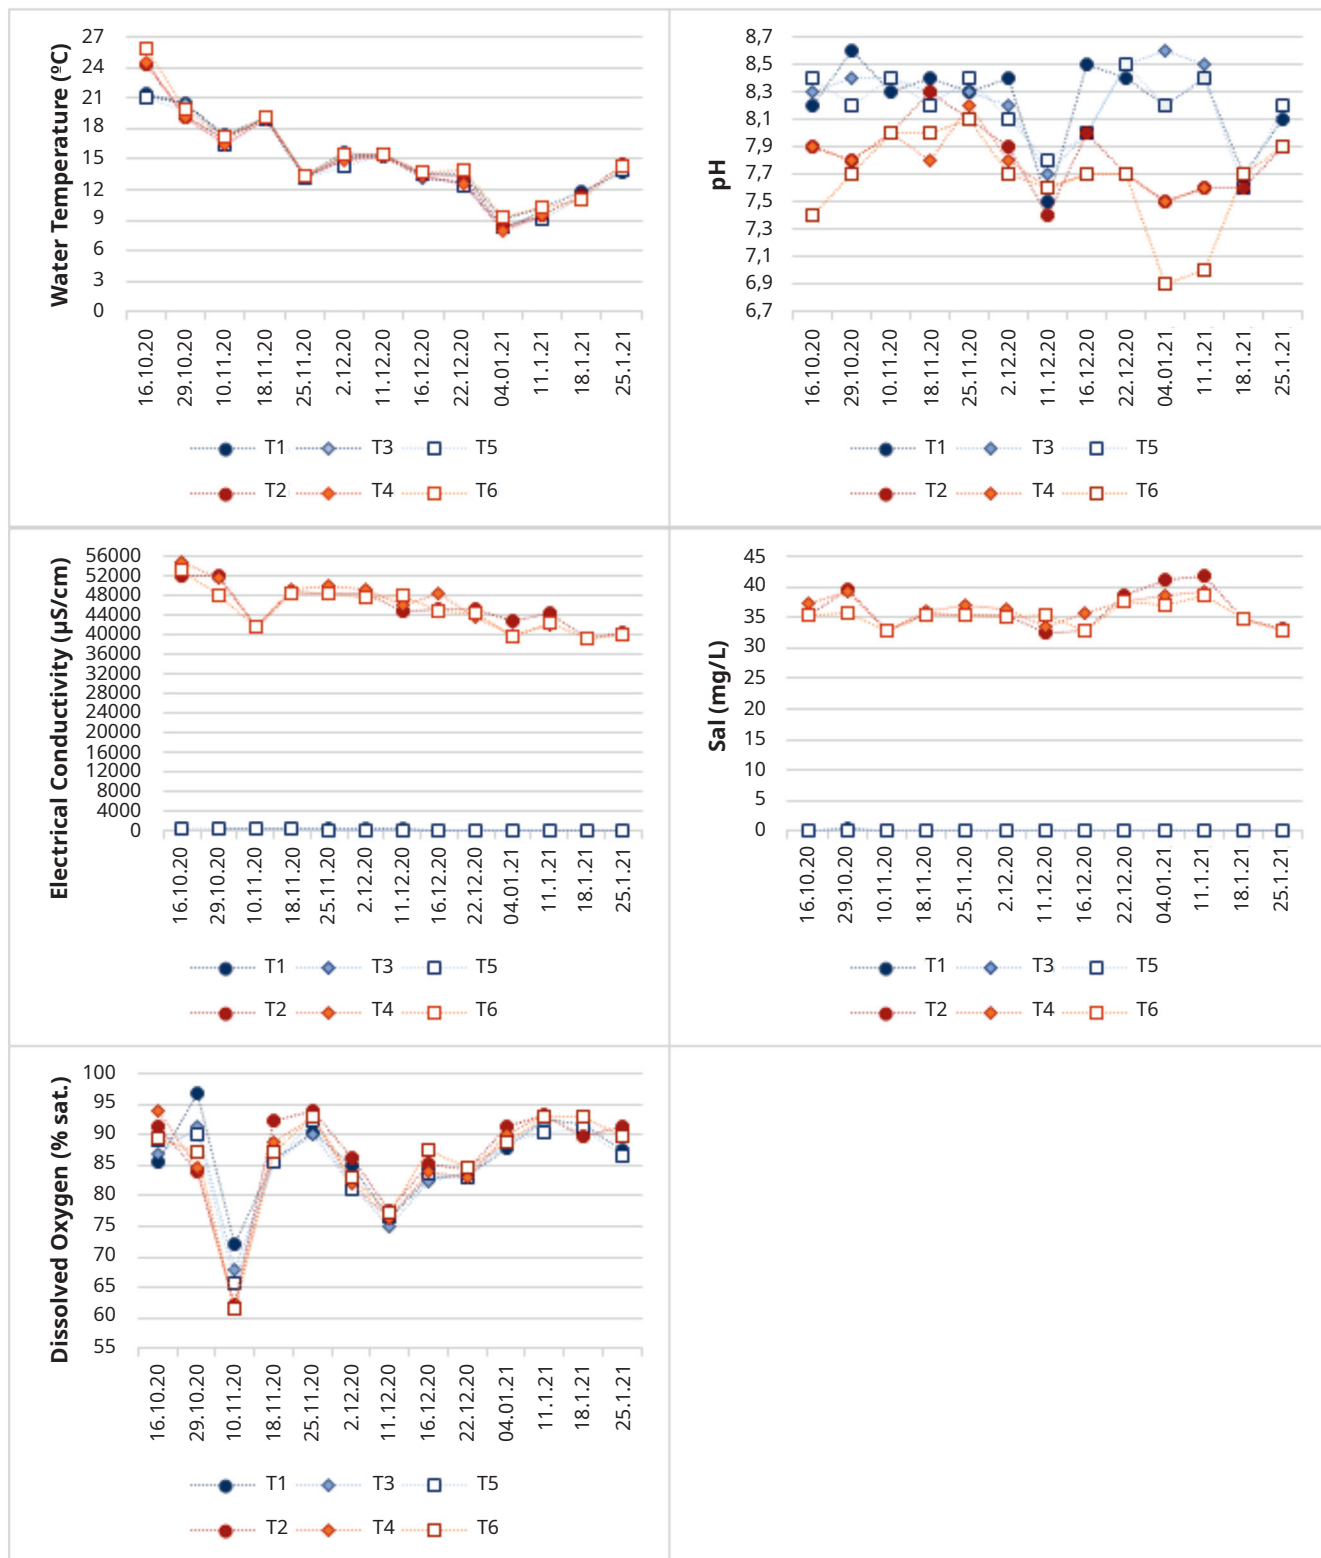 Water Temperature (ºC)
27
24
21
18
15
12
9
6
3
0
16.10.20 29.10.20 10.11.20 18.11.20 25.11.20 2.12.20 11.12.20 16.12.20 22.12.20 04.01.21 11.1.21 18.1.21 25.1.21
T1 T3 T5
T2 T4 T6
pH
8,7
8,5
8,3
8,1
7,9
7,7
7,5
7,3
7,1
6,9
6,7
16.10.20 29.10.20 10.11.20 18.11.20 25.11.20 2.12.20 11.12.20 16.12.20 22.12.20 04.01.21 11.1.21 18.1.21 25.1.21
T1 T3 T5
T2 T4 T6
Electrical Conductivity (µS/cm)
56000
52000
48000
44000
40000
36000
32000
28000
24000
20000
16000
12000
8000
4000
0
16.10.20 29.10.20 10.11.20 18.11.20 25.11.20 2.12.20 11.12.20 16.12.20 22.12.20 04.01.21 11.1.21 18.1.21 25.1.21
T1 T3 T5
T2 T4 T6
Sal (mg/L)
45
40
35
30
25
20
15
10
5
0
16.10.20 29.10.20 10.11.20 18.11.20 25.11.20 2.12.20 11.12.20 16.12.20 22.12.20 04.01.21 11.1.21 18.1.21 25.1.21
T1 T3 T5
T2 T4 T6
Dissolved Oxygen (% sat.)
100
95
90
85
80
75
70
65
60
55
16.10.20 29.10.20 10.11.20 18.11.20 25.11.20 2.12.20 11.12.20 16.12.20 22.12.20 04.01.21 11.1.21 18.1.21 25.1.21
T1 T3 T5
T2 T4 T6